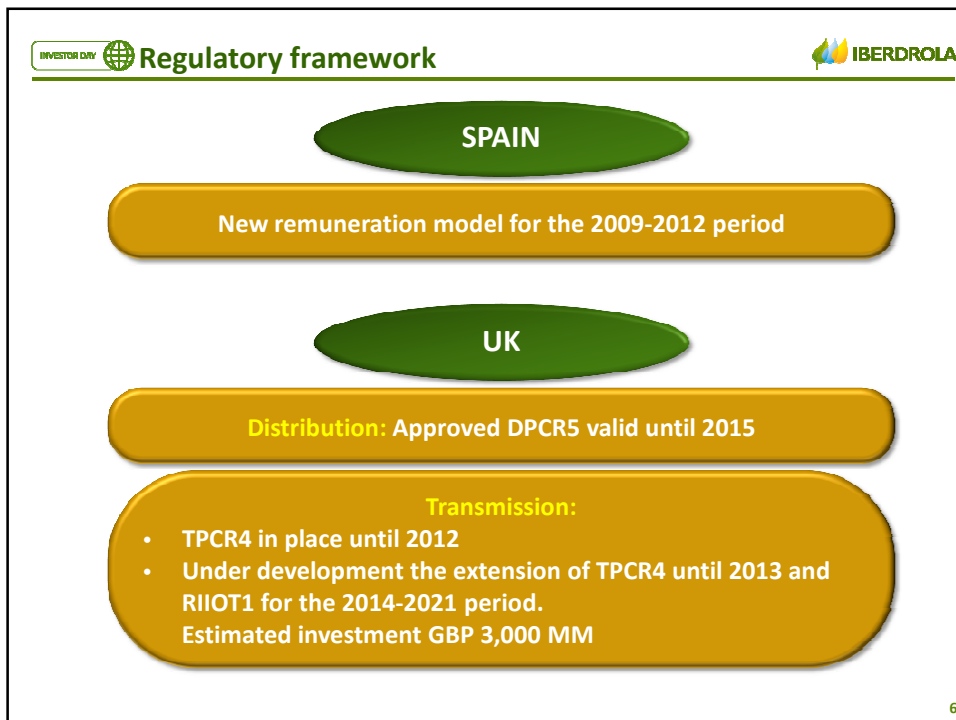 INVESTOR DAY
Regulatory framework
IBERDROLA
SPAIN
New remuneration model for the 2009-2012 period
UK
Distribution: Approved DPCR5 valid until 2015
Transmission:
• TPCR4 in place until 2012
• Under development the extension of TPCR4 until 2013 and
RIIOT1 for the 2014-2021 period.
Estimated investment GBP 3,000 MM
6